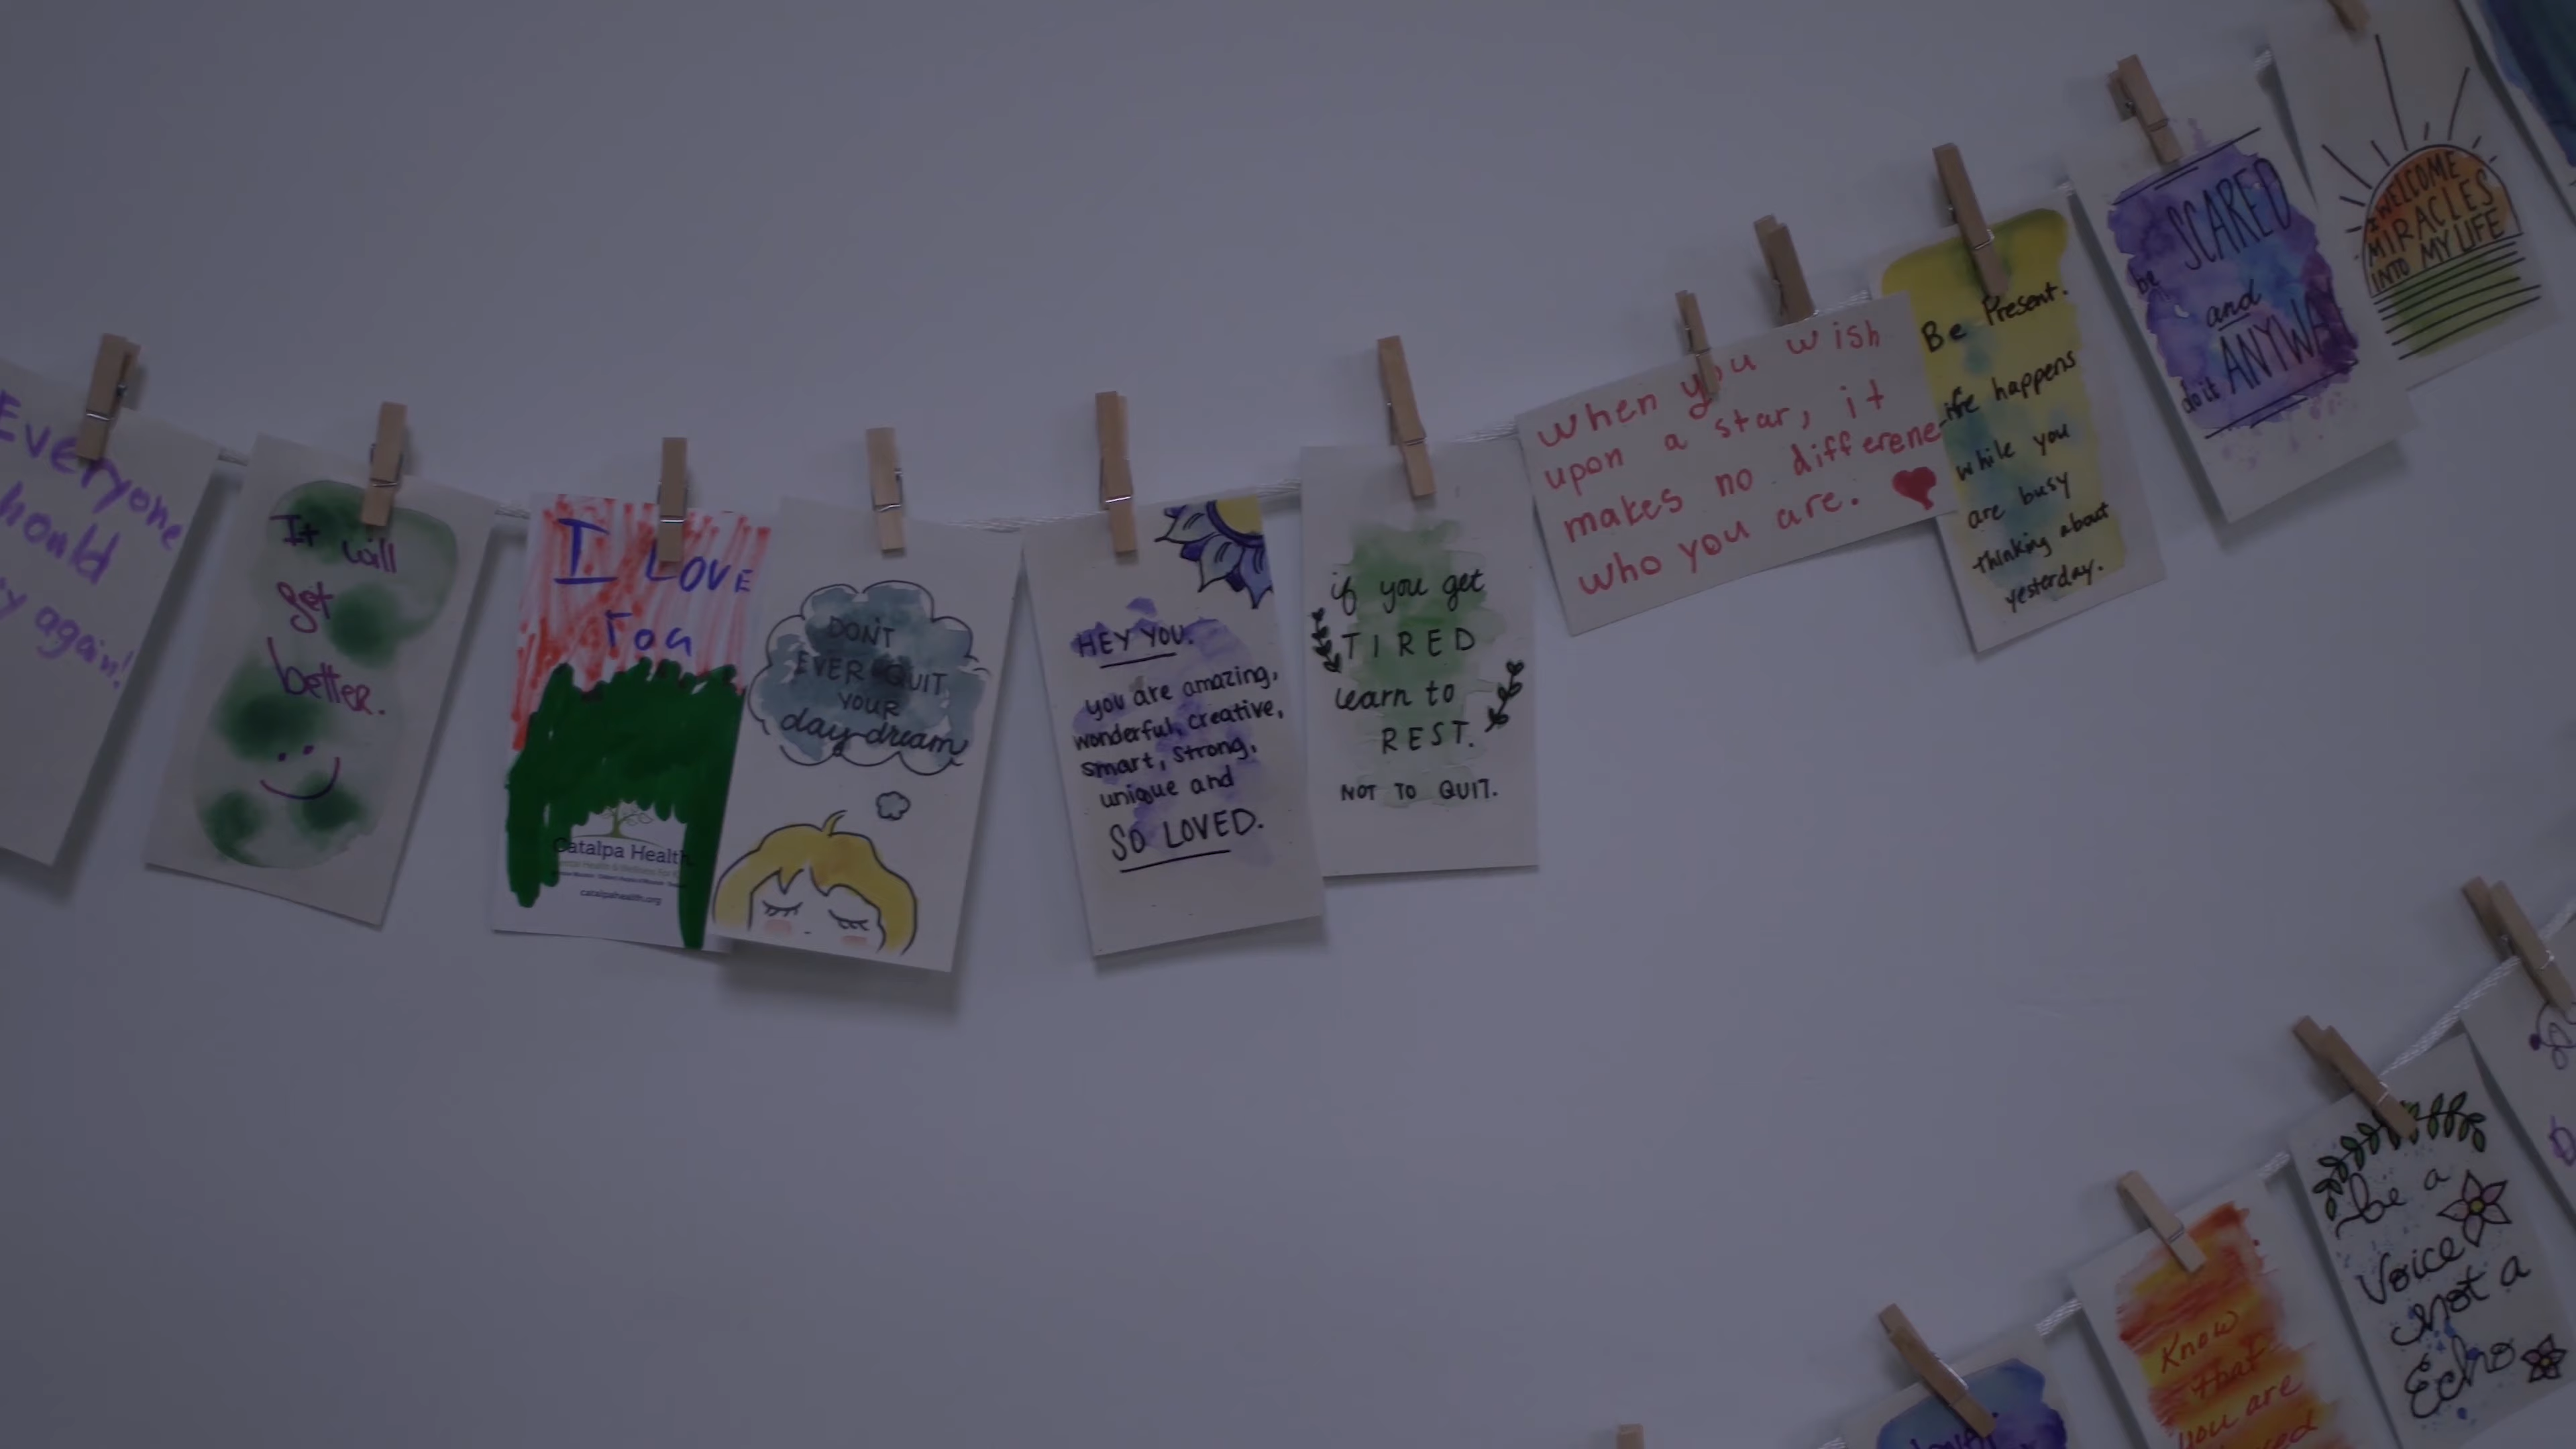 Everyone
should
again!
It will
get
better.
I LOVE
You
Catalpa Health
catalpahealth.org
DON'T
EVER QUIT
YOUR
daydream
HEY YOU.
you are amazing,
wonderful, creative,
smart, strong,
unique and
SO LOVED.
if you get
TIRED
learn to
REST.
NOT TO QUIT.
When you wish
upon a star, it
makes no difference
who you are.
Be Present.
life happens
while you
are busy
thinking about
yesterday.
be SCARED
and
do it ANYWAY
I WELCOME
MIRACLES
INTO MY LIFE
Know
that
you are
be a
Voice
not a
Echo